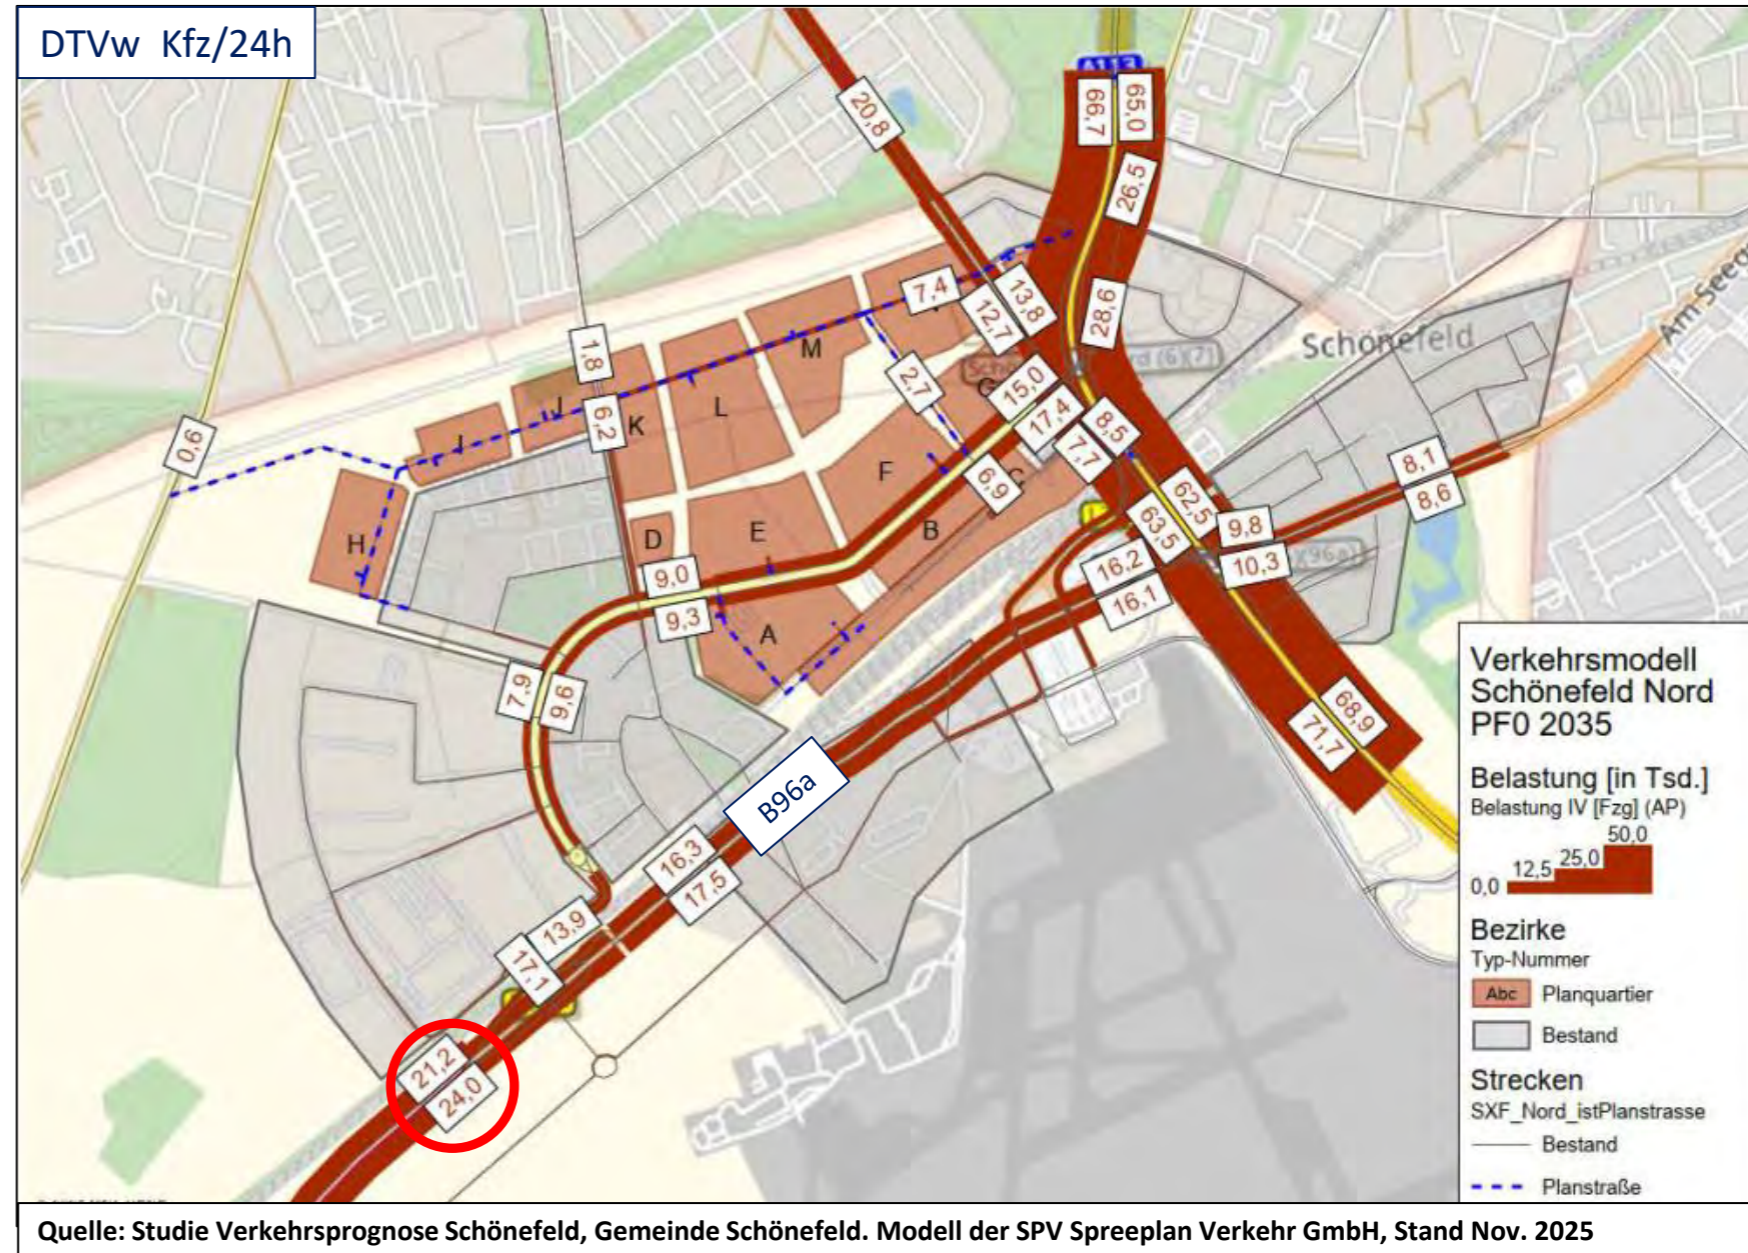 DTVw Kfz/24h
A113
66,7
65,0
20,8
26,5
28,6
7,4
13,8
12,7
Schönefeld
Am Seeg
1,8
M
2,7
15,0
17,4
8,5
7,7
0,6
6,2
J
K
L
I
G
F
6,9
C
8,1
8,6
H
D
E
B
62,5
63,5
9,8
10,3
16,2
16,1
9,0
9,3
A
7,9
9,6
68,9
71,7
B96a
16,3
17,5
13,9
17,1
21,2
24,0
Verkehrsmodell
Schönefeld Nord
PF0 2035
Belastung [in Tsd.]
Belastung IV [Fzg] (AP)
0,0 12,5 25,0 50,0
Bezirke
Typ-Nummer
Abc Planquartier
Bestand
Strecken
SXF_Nord_istPlanstrasse
Bestand
Planstraße
Quelle: Studie Verkehrsprognose Schönefeld, Gemeinde Schönefeld. Modell der SPV Spreeplan Verkehr GmbH, Stand Nov. 2025